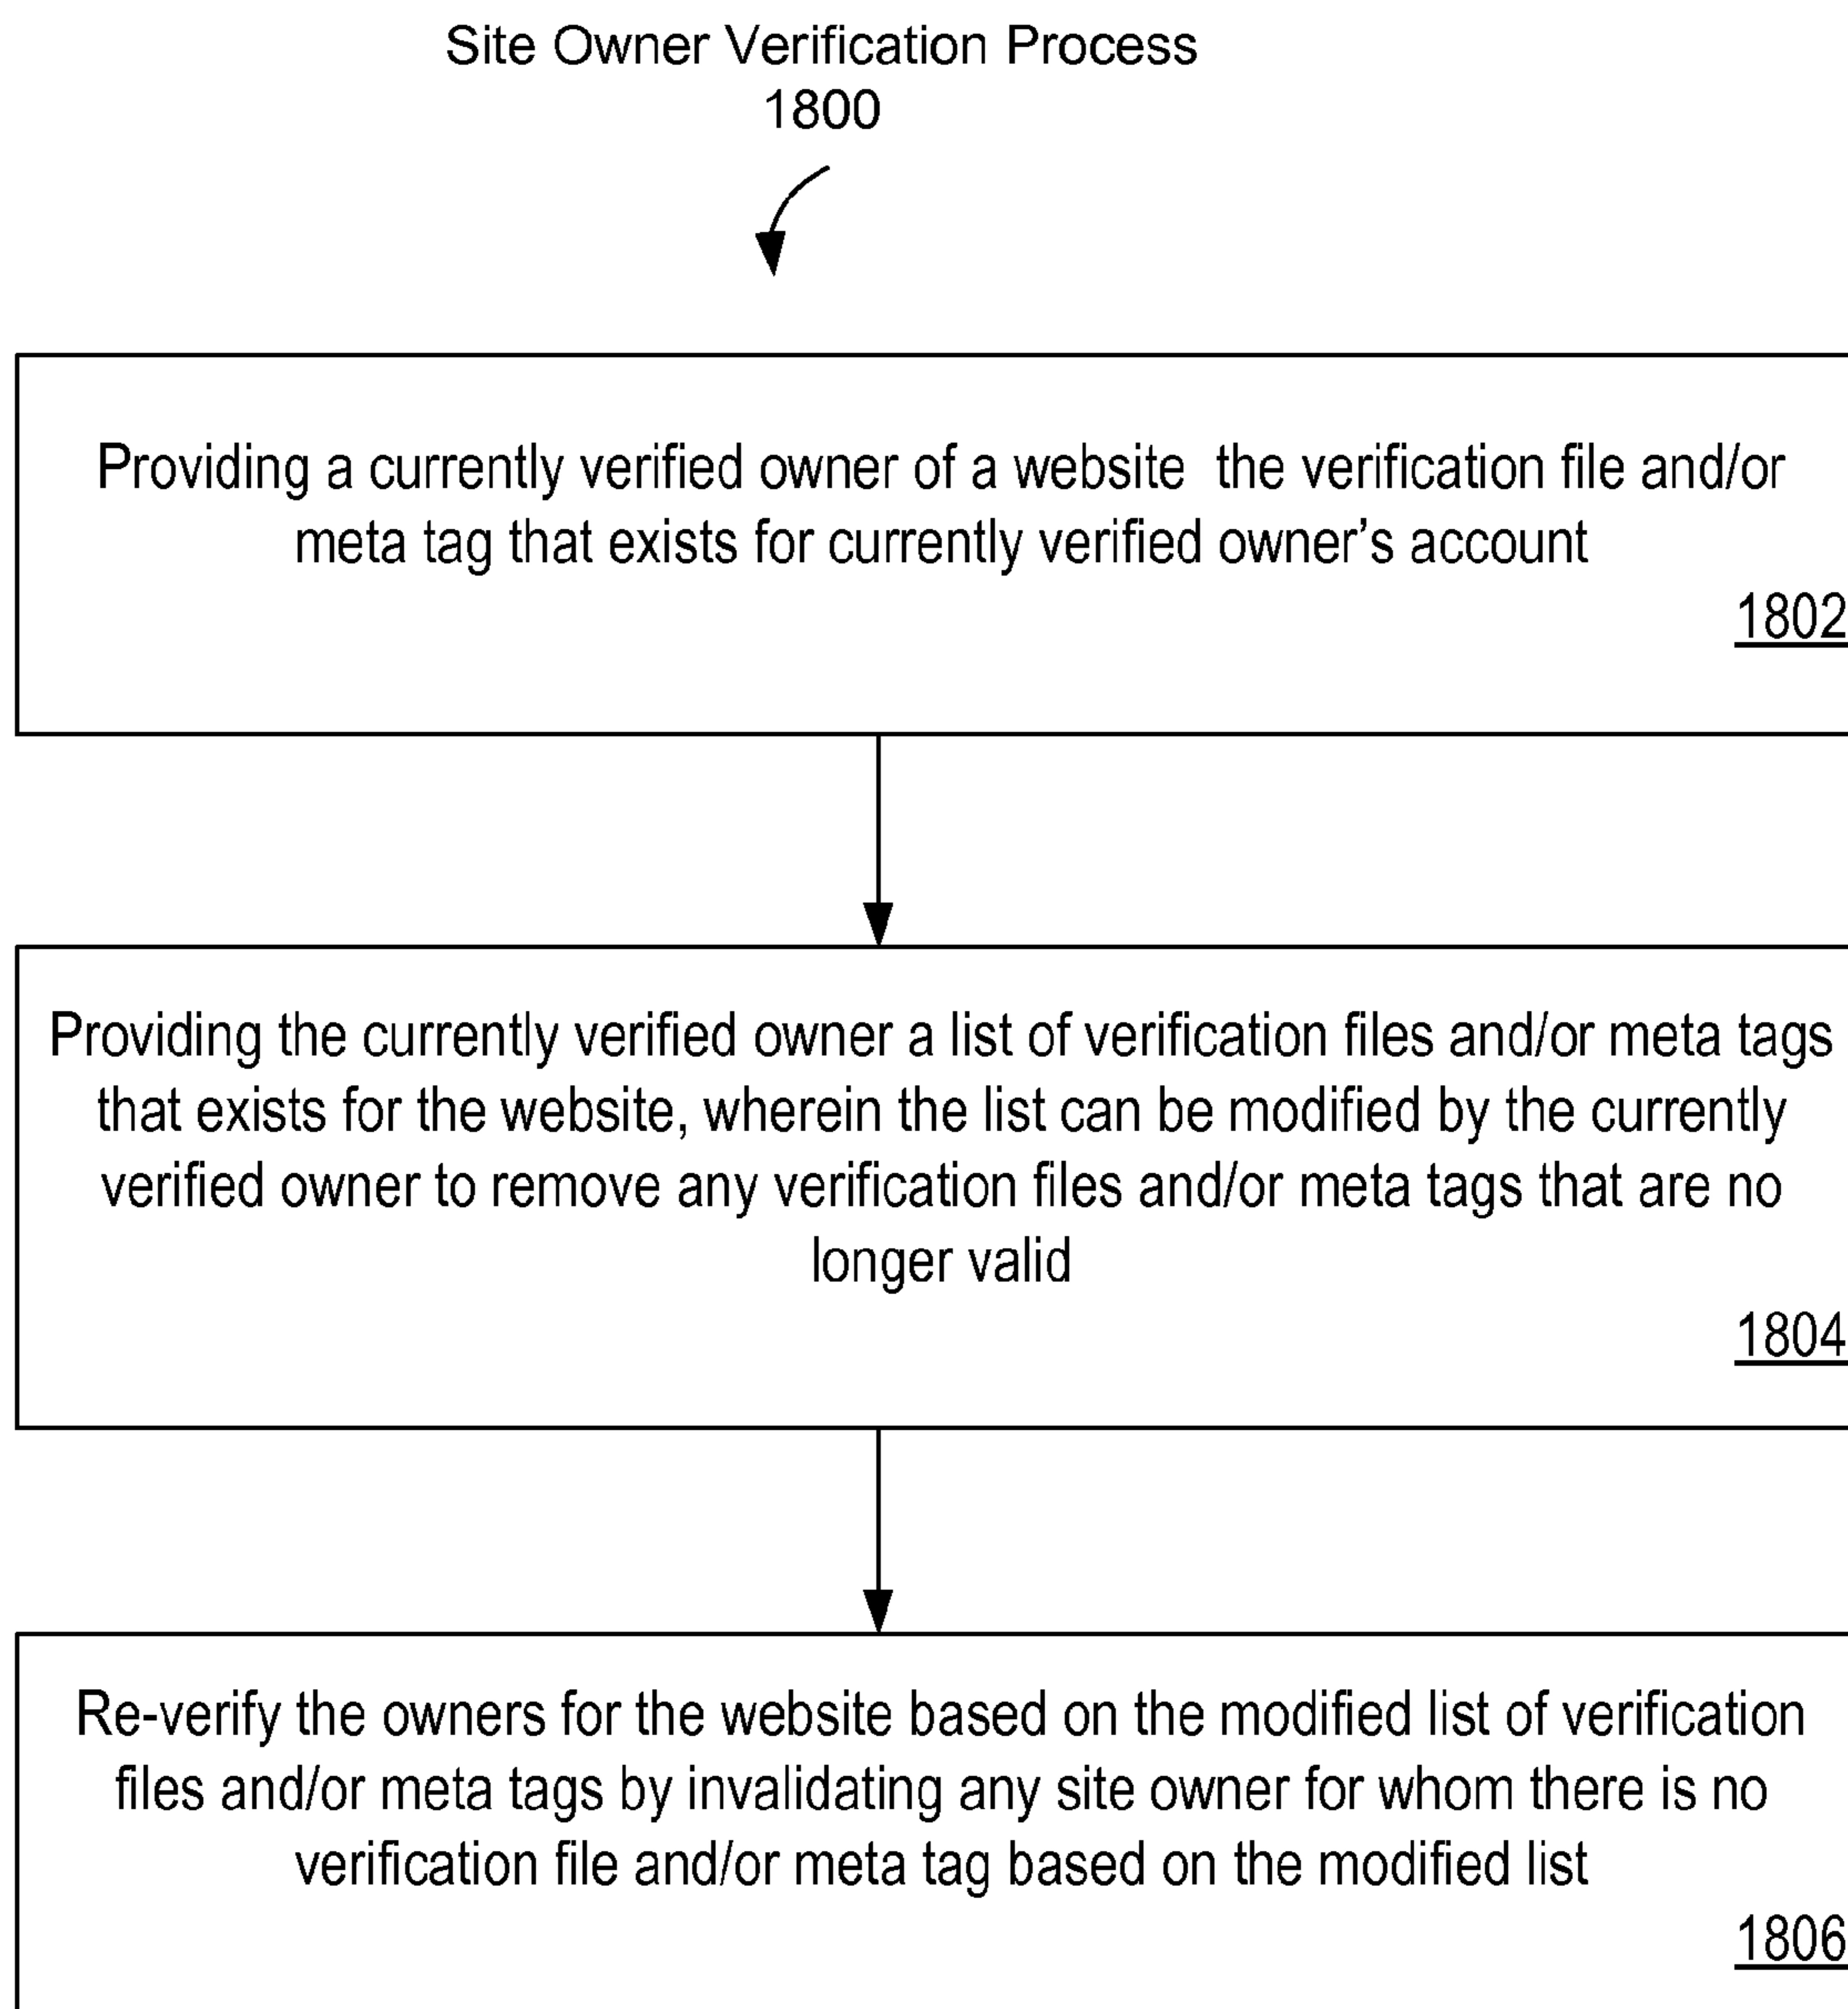 Site Owner Verification Process
1800
Providing a currently verified owner of a website the verification file and/or
meta tag that exists for currently verified owner’s account
1802
Providing the currently verified owner a list of verification files and/or meta tags
that exists for the website, wherein the list can be modified by the currently
verified owner to remove any verification files and/or meta tags that are no
longer valid
1804
Re-verify the owners for the website based on the modified list of verification
files and/or meta tags by invalidating any site owner for whom there is no
verification file and/or meta tag based on the modified list
1806